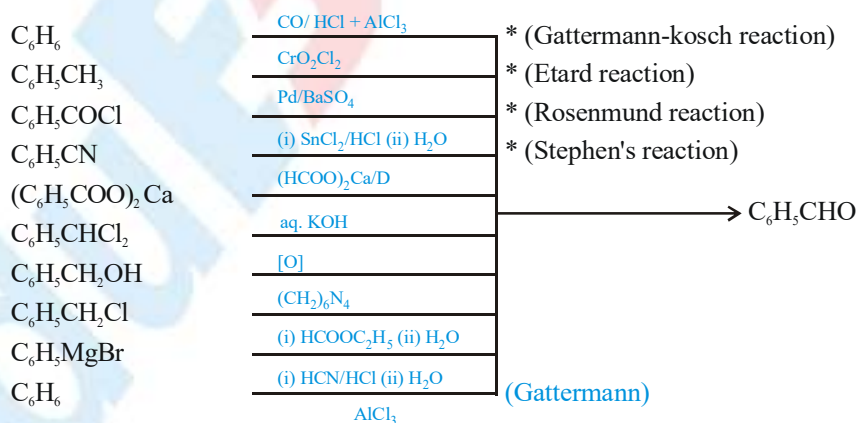 C₆H₆ CO/ HCl + AlCl₃ * (Gattermann-kosch reaction)
C₆H₅CH₃ CrO₂Cl₂ * (Etard reaction)
C₆H₅COCl Pd/BaSO₄ * (Rosenmund reaction)
C₆H₅CN (i) SnCl₂/HCl (ii) H₂O * (Stephen's reaction)
(C₆H₅COO)₂ Ca (HCOO)₂Ca/D
C₆H₅CHCl₂ aq. KOH C₆H₅CHO
C₆H₅CH₂OH [O]
C₆H₅CH₂Cl (CH₂)₆N₄
C₆H₅MgBr (i) HCOOC₂H₅ (ii) H₂O
C₆H₆ (i) HCN/HCl (ii) H₂O (Gattermann)
AlCl₃